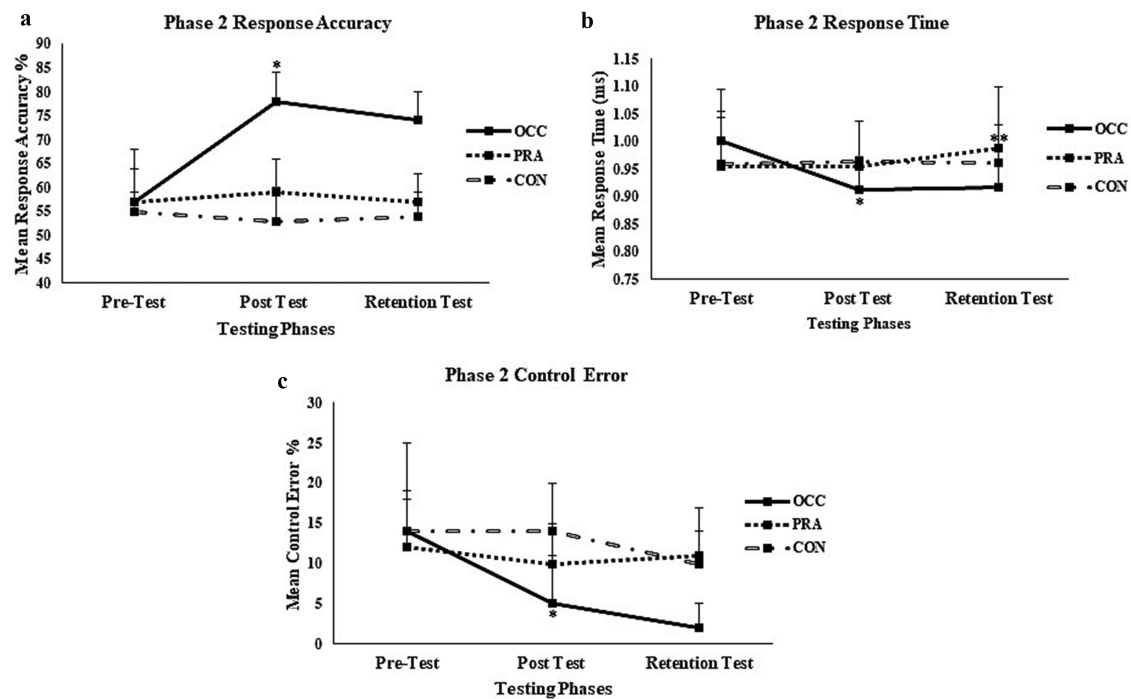 a
Phase 2 Response Accuracy
Mean Response Accuracy %
90
85
80
75
70
65
60
55
50
45
40
*
OCC
PRA
CON
Pre-Test Post Test Retention Test
Testing Phases
b
Phase 2 Response Time
Mean Response Time (ms)
1.15
1.10
1.05
1.00
0.95
0.90
0.85
0.80
0.75
**
*
OCC
PRA
CON
Pre-Test Post Test Retention Test
Testing Phases
c
Phase 2 Control Error
Mean Control Error %
30
25
20
15
10
5
0
*
OCC
PRA
CON
Pre-Test Post Test Retention Test
Testing Phases